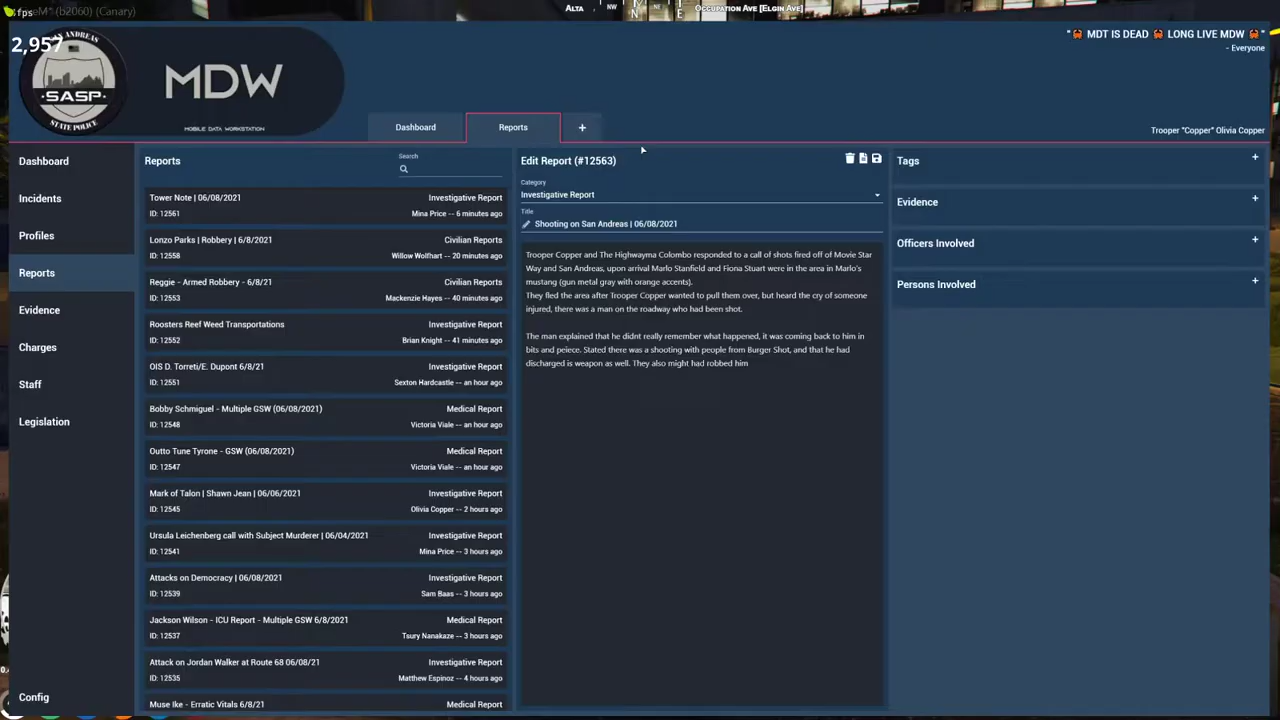 fps
(b2060) (Canary)
2,957
ALTA
NW
N
NE
E
Occupation Ave [Elgin Ave]
SAN ANDREAS
SASP
STATE POLICE
MDW
MOBILE DATA WORKSTATION
" MDT IS DEAD LONG LIVE MDW "
- Everyone
Dashboard
Reports
+
Trooper "Copper" Olivia Copper
Dashboard
Incidents
Profiles
Reports
Evidence
Charges
Staff
Legislation
Config
Reports
Search
Tower Note | 06/08/2021 Investigative Report
ID: 12561 Mina Price -- 6 minutes ago
Lonzo Parks | Robbery | 6/8/2021 Civilian Reports
ID: 12558 Willow Wolfhart -- 20 minutes ago
Reggie - Armed Robbery - 6/8/21 Civilian Reports
ID: 12553 Mackenzie Hayes -- 40 minutes ago
Roosters Reef Weed Transportations Investigative Report
ID: 12552 Brian Knight -- 41 minutes ago
OIS D. Torreti/E. Dupont 6/8/21 Investigative Report
ID: 12551 Sexton Hardcastle -- an hour ago
Bobby Schmiguel - Multiple GSW (06/08/2021) Medical Report
ID: 12548 Victoria Viale -- an hour ago
Outto Tune Tyrone - GSW (06/08/2021) Medical Report
ID: 12547 Victoria Viale -- an hour ago
Mark of Talon | Shawn Jean | 06/06/2021 Investigative Report
ID: 12545 Olivia Copper -- 2 hours ago
Ursula Leichenberg call with Subject Murderer | 06/04/2021 Investigative Report
ID: 12541 Mina Price -- 3 hours ago
Attacks on Democracy | 06/08/2021 Investigative Report
ID: 12539 Sam Baas -- 3 hours ago
Jackson Wilson - ICU Report - Multiple GSW 6/8/2021 Medical Report
ID: 12537 Tsury Nanakaze -- 3 hours ago
Attack on Jordan Walker at Route 68 06/08/21 Investigative Report
ID: 12535 Matthew Espinoz -- 4 hours ago
Muse Ike - Erratic Vitals 6/8/21 Medical Report
Edit Report (#12563)
Category
Investigative Report
Title
Shooting on San Andreas | 06/08/2021
Trooper Copper and The Highwayma Colombo responded to a call of shots fired off of Movie Star
Way and San Andreas, upon arrival Marlo Stanfield and Fiona Stuart were in the area in Marlo's
mustang (gun metal gray with orange accents).
They fled the area after Trooper Copper wanted to pull them over, but heard the cry of someone
injured, there was a man on the roadway who had been shot.
The man explained that he didnt really remember what happened, it was coming back to him in
bits and peiece. Stated there was a shooting with people from Burger Shot, and that he had
discharged is weapon as well. They also might had robbed him
Tags +
Evidence +
Officers Involved +
Persons Involved +